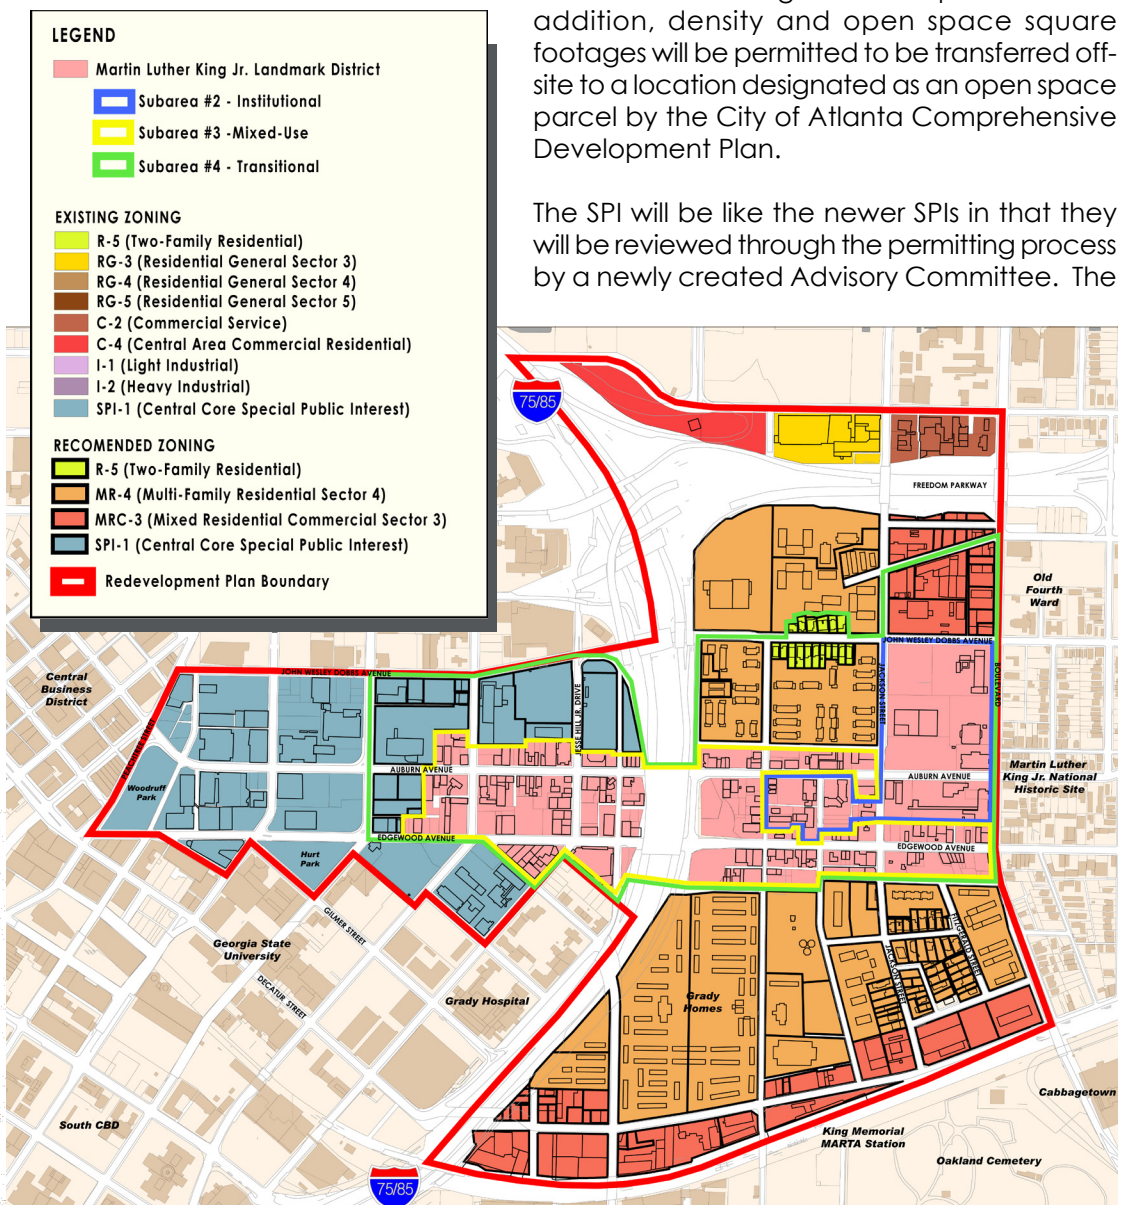 addition, density and open space square
footages will be permitted to be transferred off-
site to a location designated as an open space
parcel by the City of Atlanta Comprehensive
Development Plan.
The SPI will be like the newer SPIs in that they
will be reviewed through the permitting process
by a newly created Advisory Committee.  The
LEGEND
Martin Luther King Jr. Landmark District
Subarea #2 - Institutional
Subarea #3 -Mixed-Use
Subarea #4 - Transitional
EXISTING ZONING
R-5 (Two-Family Residential)
RG-3 (Residential General Sector 3)
RG-4 (Residential General Sector 4)
RG-5 (Residential General Sector 5)
C-2 (Commercial Service)
C-4 (Central Area Commercial Residential)
I-1 (Light Industrial)
I-2 (Heavy Industrial)
SPI-1 (Central Core Special Public Interest)
RECOMENDED ZONING
R-5 (Two-Family Residential)
MR-4 (Multi-Family Residential Sector 4)
MRC-3 (Mixed Residential Commercial Sector 3)
SPI-1 (Central Core Special Public Interest)
Redevelopment Plan Boundary
75/85
FREEDOM PARKWAY
Old
Fourth
Ward
JOHN WESLEY DOBBS AVENUE
JOHN WESLEY DOBBS AVENUE
Central
Business
District
PEACHTREE STREET
JESSE HILL JR. DRIVE
JACKSON STREET
BOULEVARD
Woodruff
Park
AUBURN AVENUE
AUBURN AVENUE
Martin Luther
King Jr. National
Historic Site
EDGEWOOD AVENUE
EDGEWOOD AVENUE
Hurt
Park
GILMER STREET
Georgia State
University
DECATUR STREET
Grady Hospital
Grady
Homes
JACKSON STREET
FITZGERALD STREET
Cabbagetown
South CBD
King Memorial
MARTA Station
Oakland Cemetery
75/85